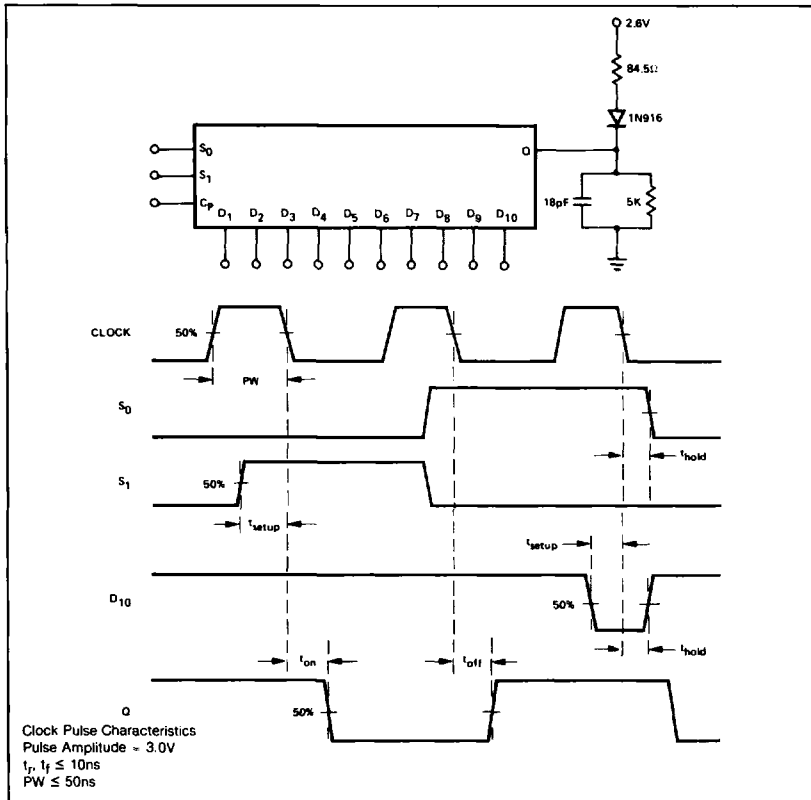 2.6V
84.5Ω
1N916
S0
Q
S1
18pF
5K
CP
D1 D2 D3 D4 D5 D6 D7 D8 D9 D10
CLOCK
50%
PW
S0
thold
S1
50%
tsetup
tsetup
D10
50%
thold
ton
toff
Q
50%
Clock Pulse Characteristics
Pulse Amplitude = 3.0V
tr, tf ≤ 10ns
PW ≤ 50ns